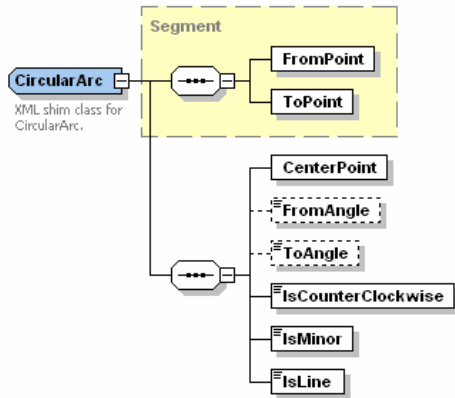 Segment
CircularArc
XML shim class for
CircularArc.
FromPoint
ToPoint
CenterPoint
FromAngle
ToAngle
IsCounterClockwise
IsMinor
IsLine